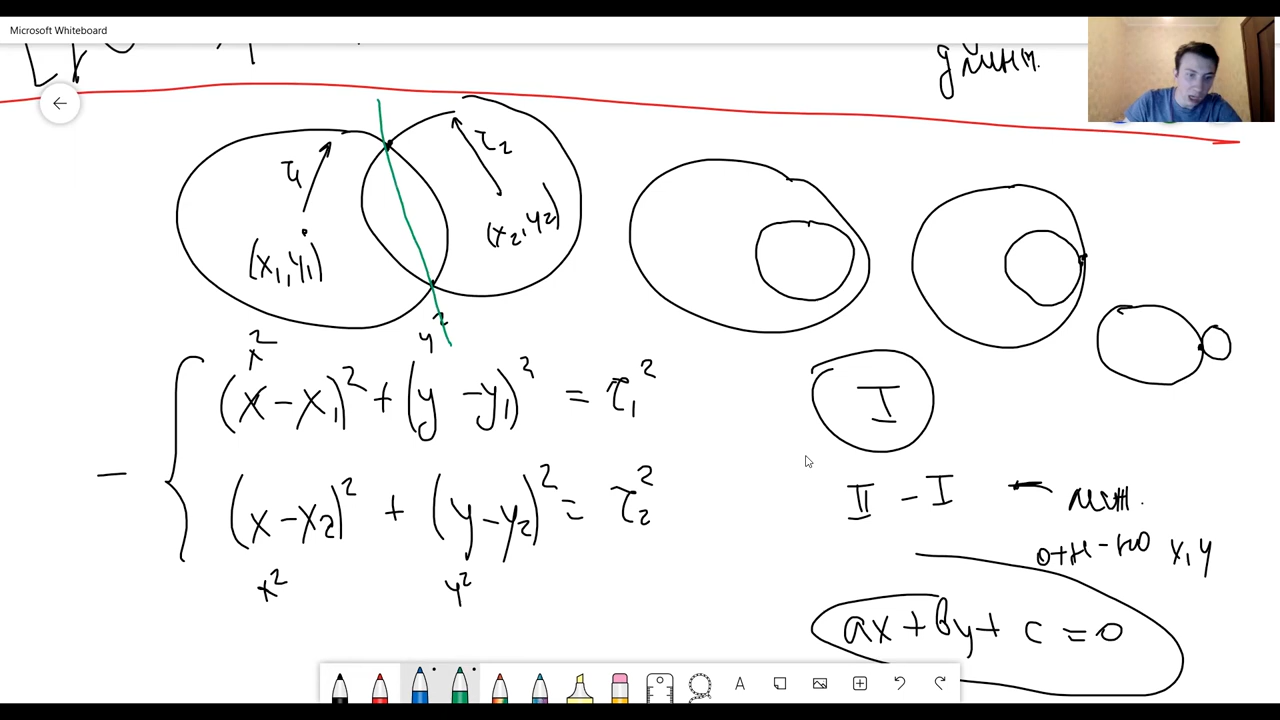 Microsoft Whiteboard
длин.
r₁
r₂
(x₁, y₁)
(x₂, y₂)
x² y²
(x - x₁)² + (y - y₁)² = r₁²
I
- (x - x₂)² + (y - y₂)² = r₂²
II - I -
отн-но x, y
x² y²
ax + by + c = 0